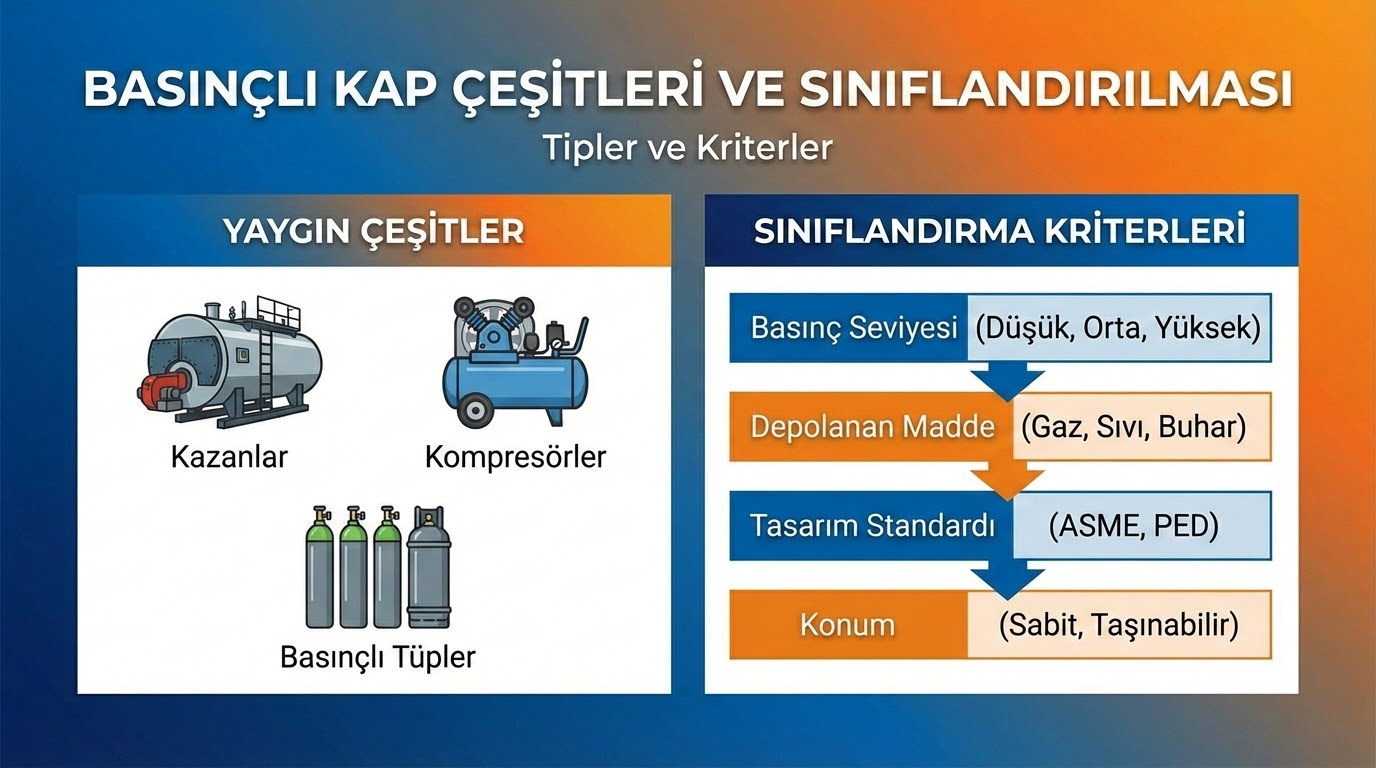 BASINÇLI KAP ÇEŞİTLERİ VE SINIFLANDIRILMASI
Tipler ve Kriterler
YAYGIN ÇEŞİTLER
Kazanlar
Kompresörler
Basınçlı Tüpler
SINIFLANDIRMA KRİTERLERİ
Basınç Seviyesi (Düşük, Orta, Yüksek)
Depolanan Madde (Gaz, Sıvı, Buhar)
Tasarım Standardı (ASME, PED)
Konum (Sabit, Taşınabilir)